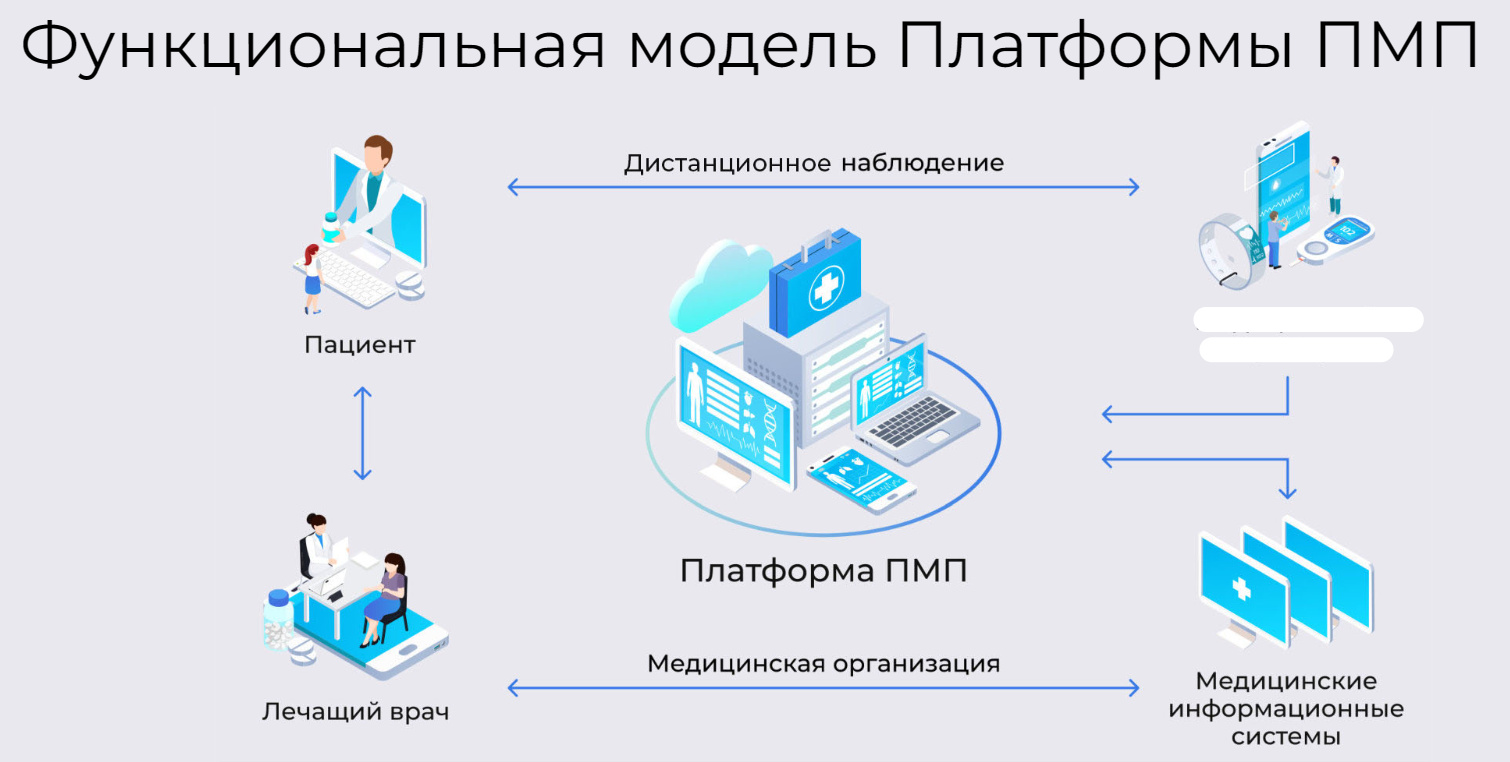 Функциональная модель Платформы ПМП
Дистанционное наблюдение
Пациент
Платформа ПМП
Медицинская организация
Лечащий врач
Медицинские
информационные
системы